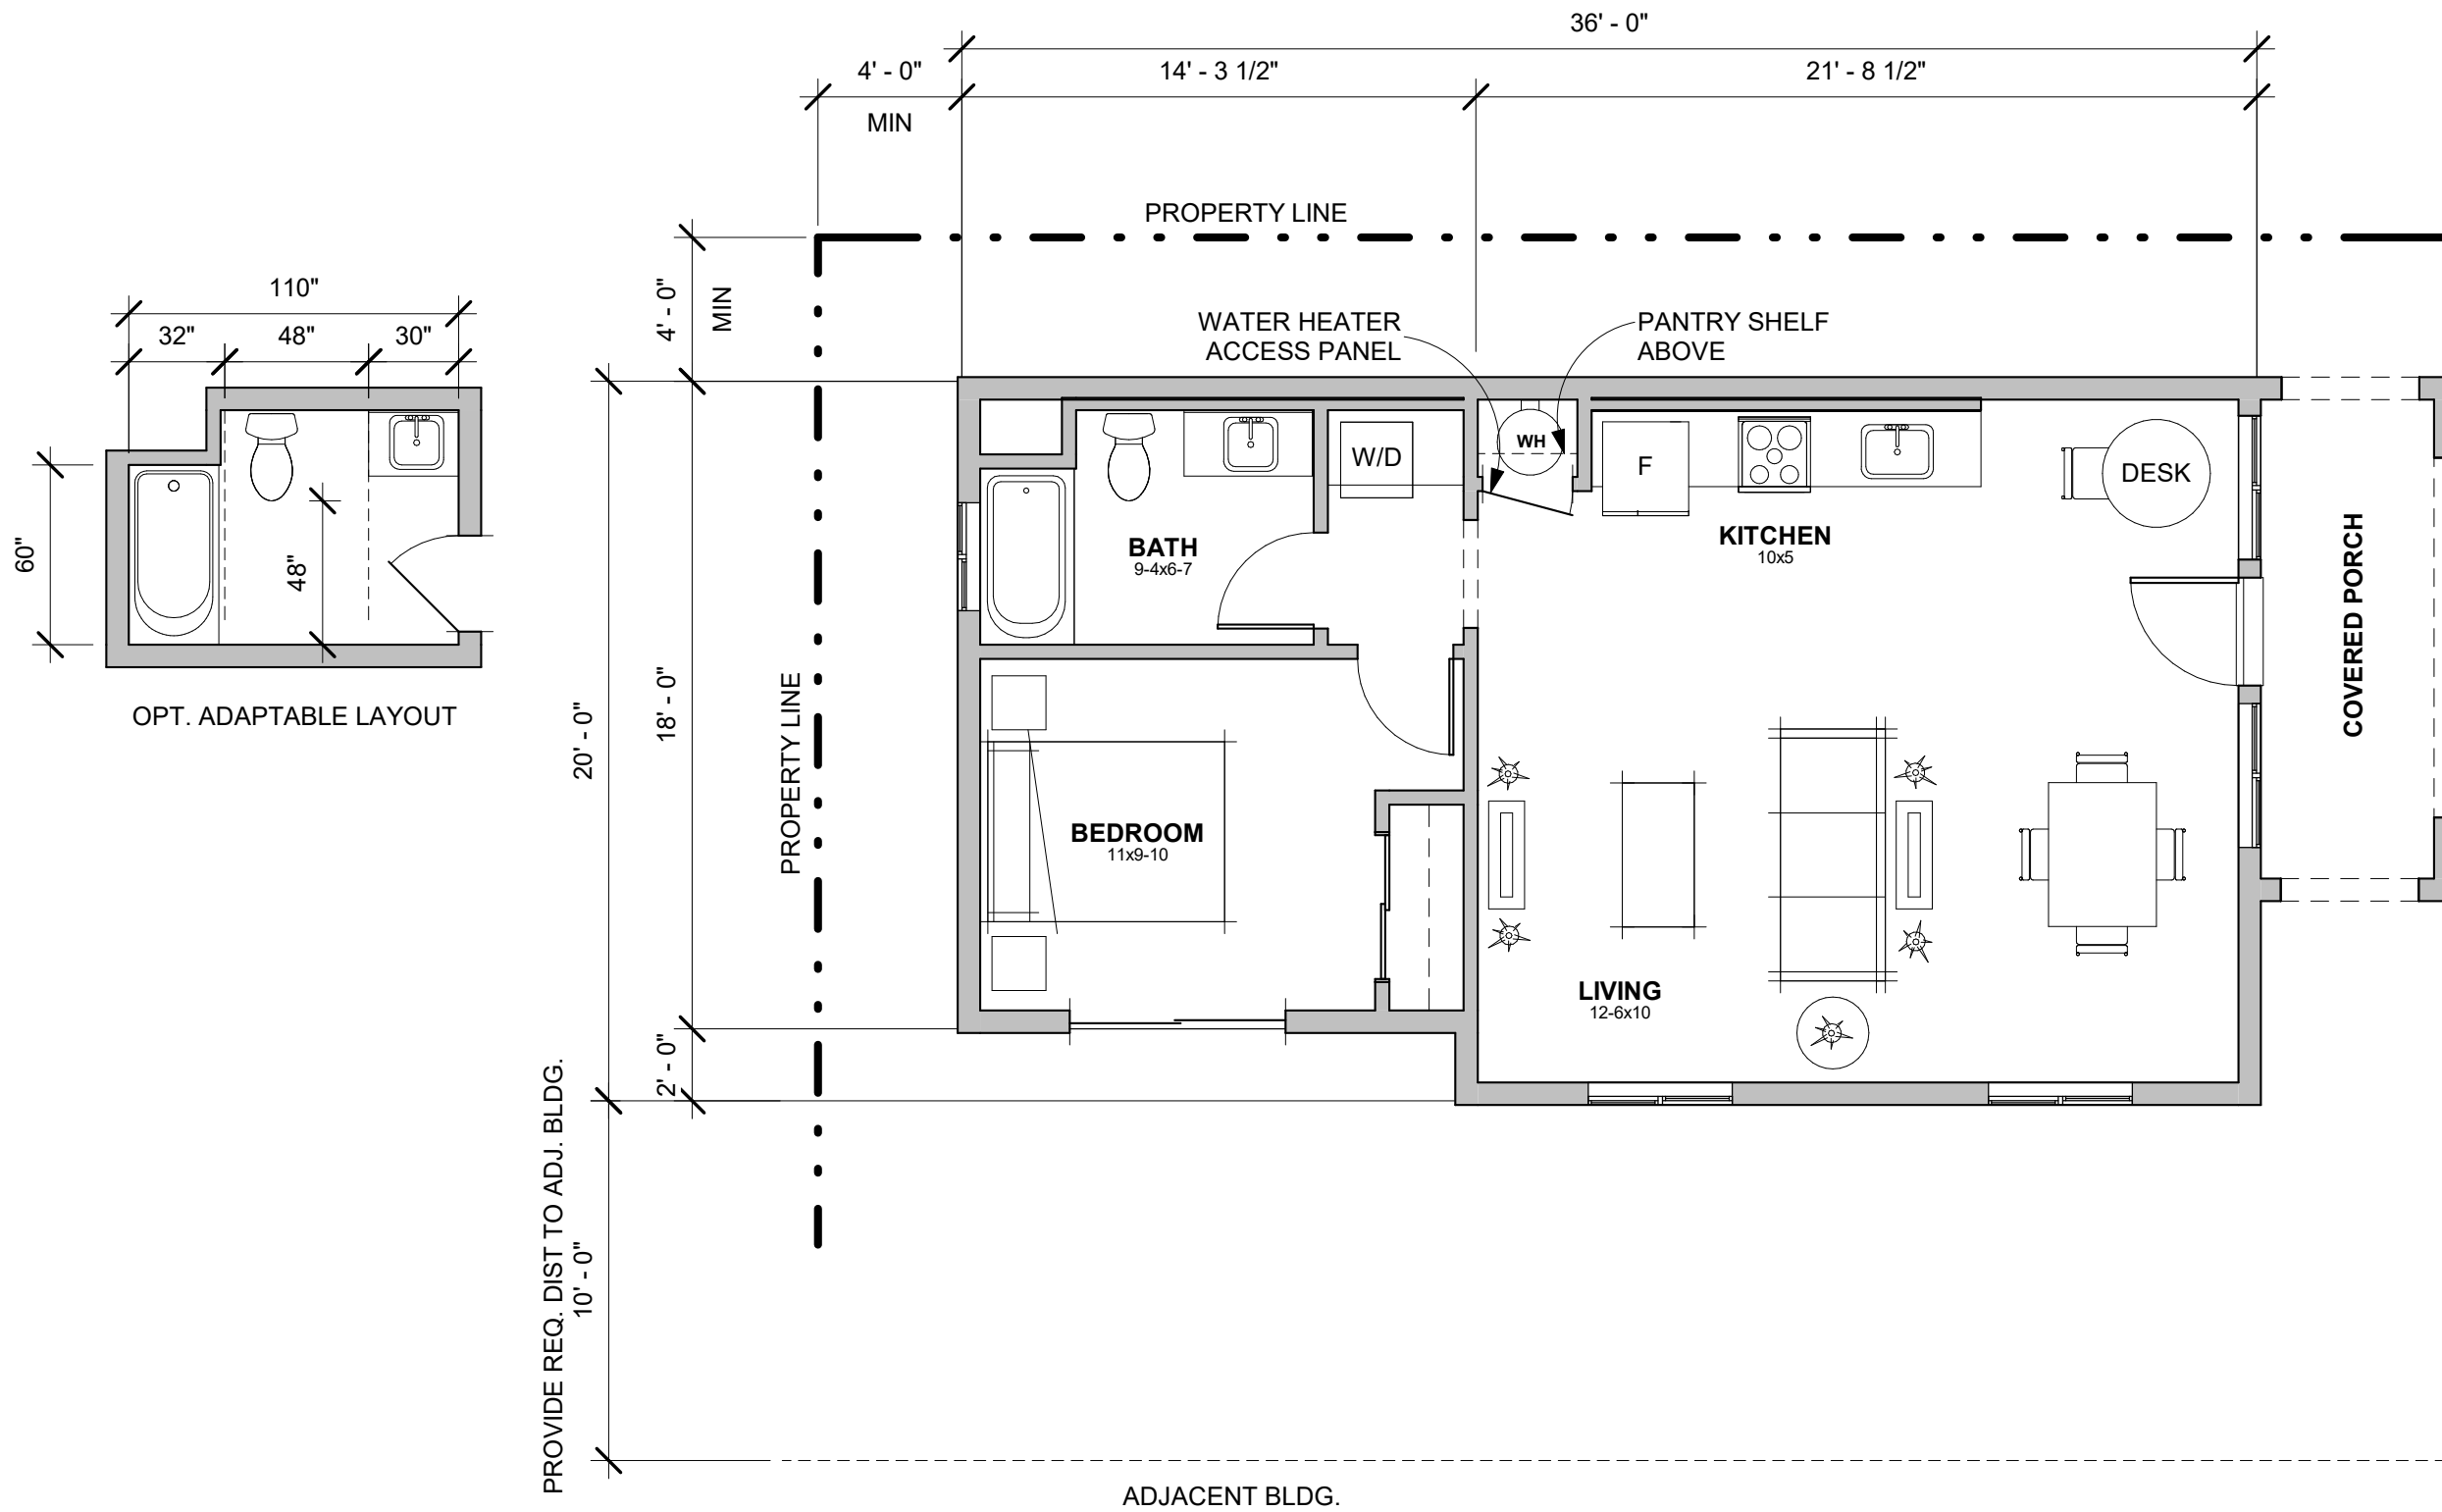 36' - 0"
4' - 0"
14' - 3 1/2"
21' - 8 1/2"
MIN
PROPERTY LINE
110"
32"
48"
30"
4' - 0"
MIN
WATER HEATER
ACCESS PANEL
PANTRY SHELF
ABOVE
WH
W/D
F
DESK
60"
48"
BATH
9-4x6-7
KITCHEN
10x5
COVERED PORCH
OPT. ADAPTABLE LAYOUT
20' - 0"
18' - 0"
PROPERTY LINE
BEDROOM
11x9-10
LIVING
12-6x10
2' - 0"
PROVIDE REQ. DIST TO ADJ. BLDG.
10' - 0"
ADJACENT BLDG.